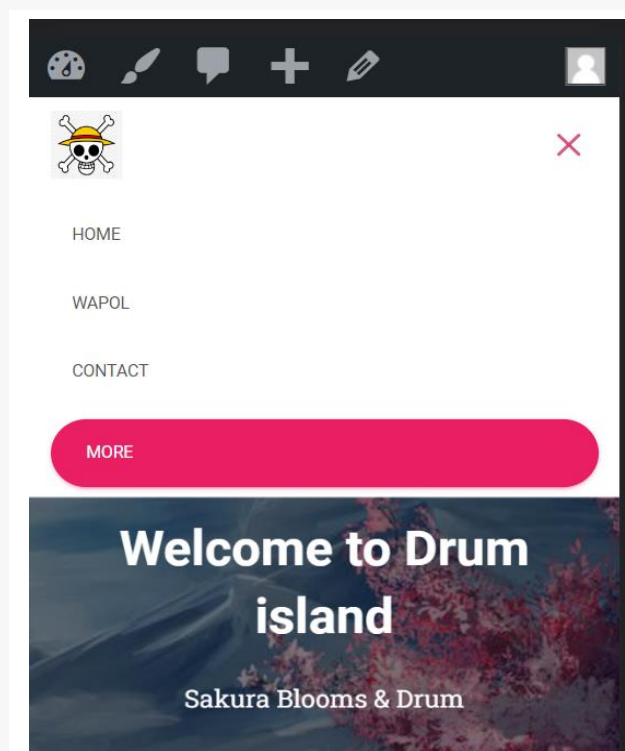 HOME
WAPOL
CONTACT
MORE
Welcome to Drum
island
Sakura Blooms & Drum